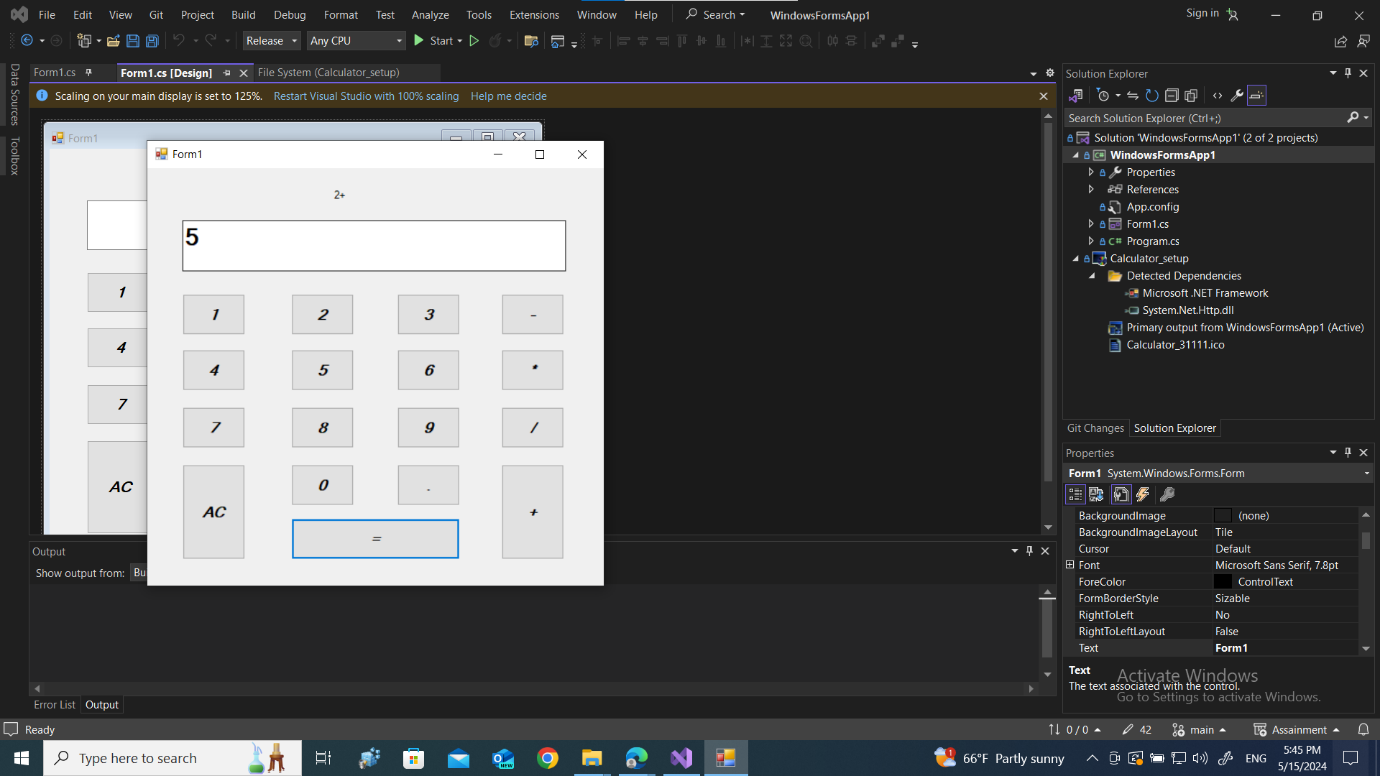 File Edit View Git Project Build Debug Format Test Analyze Tools Extensions Window Help Search WindowsFormsApp1 Sign in
Release Any CPU Start
Data Sources
Toolbox
Form1.cs Form1.cs [Design] File System (Calculator_setup)
Scaling on your main display is set to 125%. Restart Visual Studio with 100% scaling Help me decide
Form1
1
4
7
AC
Form1
2+
5
1 2 3 -
4 5 6 *
7 8 9 /
AC 0 . +
=
Output
Show output from: Bu
Error List Output
Solution Explorer
Search Solution Explorer (Ctrl+;)
Solution 'WindowsFormsApp1' (2 of 2 projects)
WindowsFormsApp1
Properties
References
App.config
Form1.cs
Program.cs
Calculator_setup
Detected Dependencies
Microsoft .NET Framework
System.Net.Http.dll
Primary output from WindowsFormsApp1 (Active)
Calculator_31111.ico
Git Changes Solution Explorer
Properties
Form1 System.Windows.Forms.Form
BackgroundImage (none)
BackgroundImageLayout Tile
Cursor Default
Font Microsoft Sans Serif, 7.8pt
ForeColor ControlText
FormBorderStyle Sizable
RightToLeft No
RightToLeftLayout False
Text Form1
Text
The text associated with the control.
Activate Windows
Go to Settings to activate Windows.
Ready 0 / 0 42 main Assainment
Type here to search NEW 1 66°F Partly sunny ENG 5:45 PM
5/15/2024